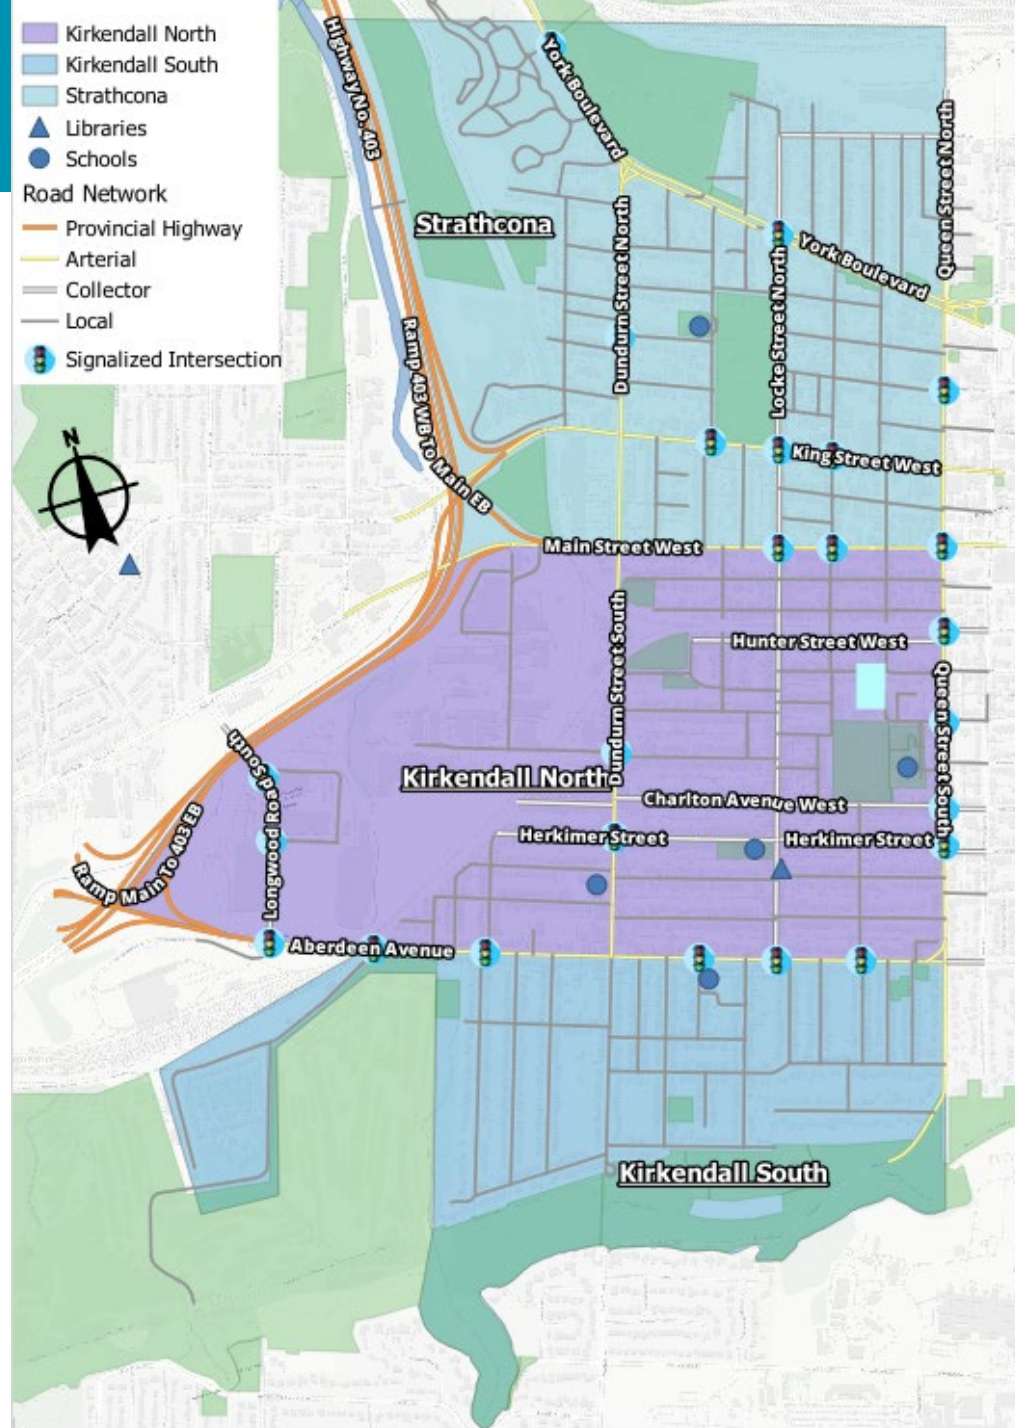 Kirkendall North
Kirkendall South
Strathcona
Libraries
Schools
Road Network
Provincial Highway
Arterial
Collector
Local
Signalized Intersection
N
Highway No. 403
York Boulevard
Queen Street North
Strathcona
Dundurn Street North
York Boulevard
Locke Street North
Ramp 403 WB To Main EB
King Street West
Main Street West
Dundurn Street South
Hunter Street West
Queen Street South
Longwood Road South
Kirkendall North
Charlton Avenue West
Ramp Main To 403 EB
Herkimer Street
Herkimer Street
Aberdeen Avenue
Kirkendall South